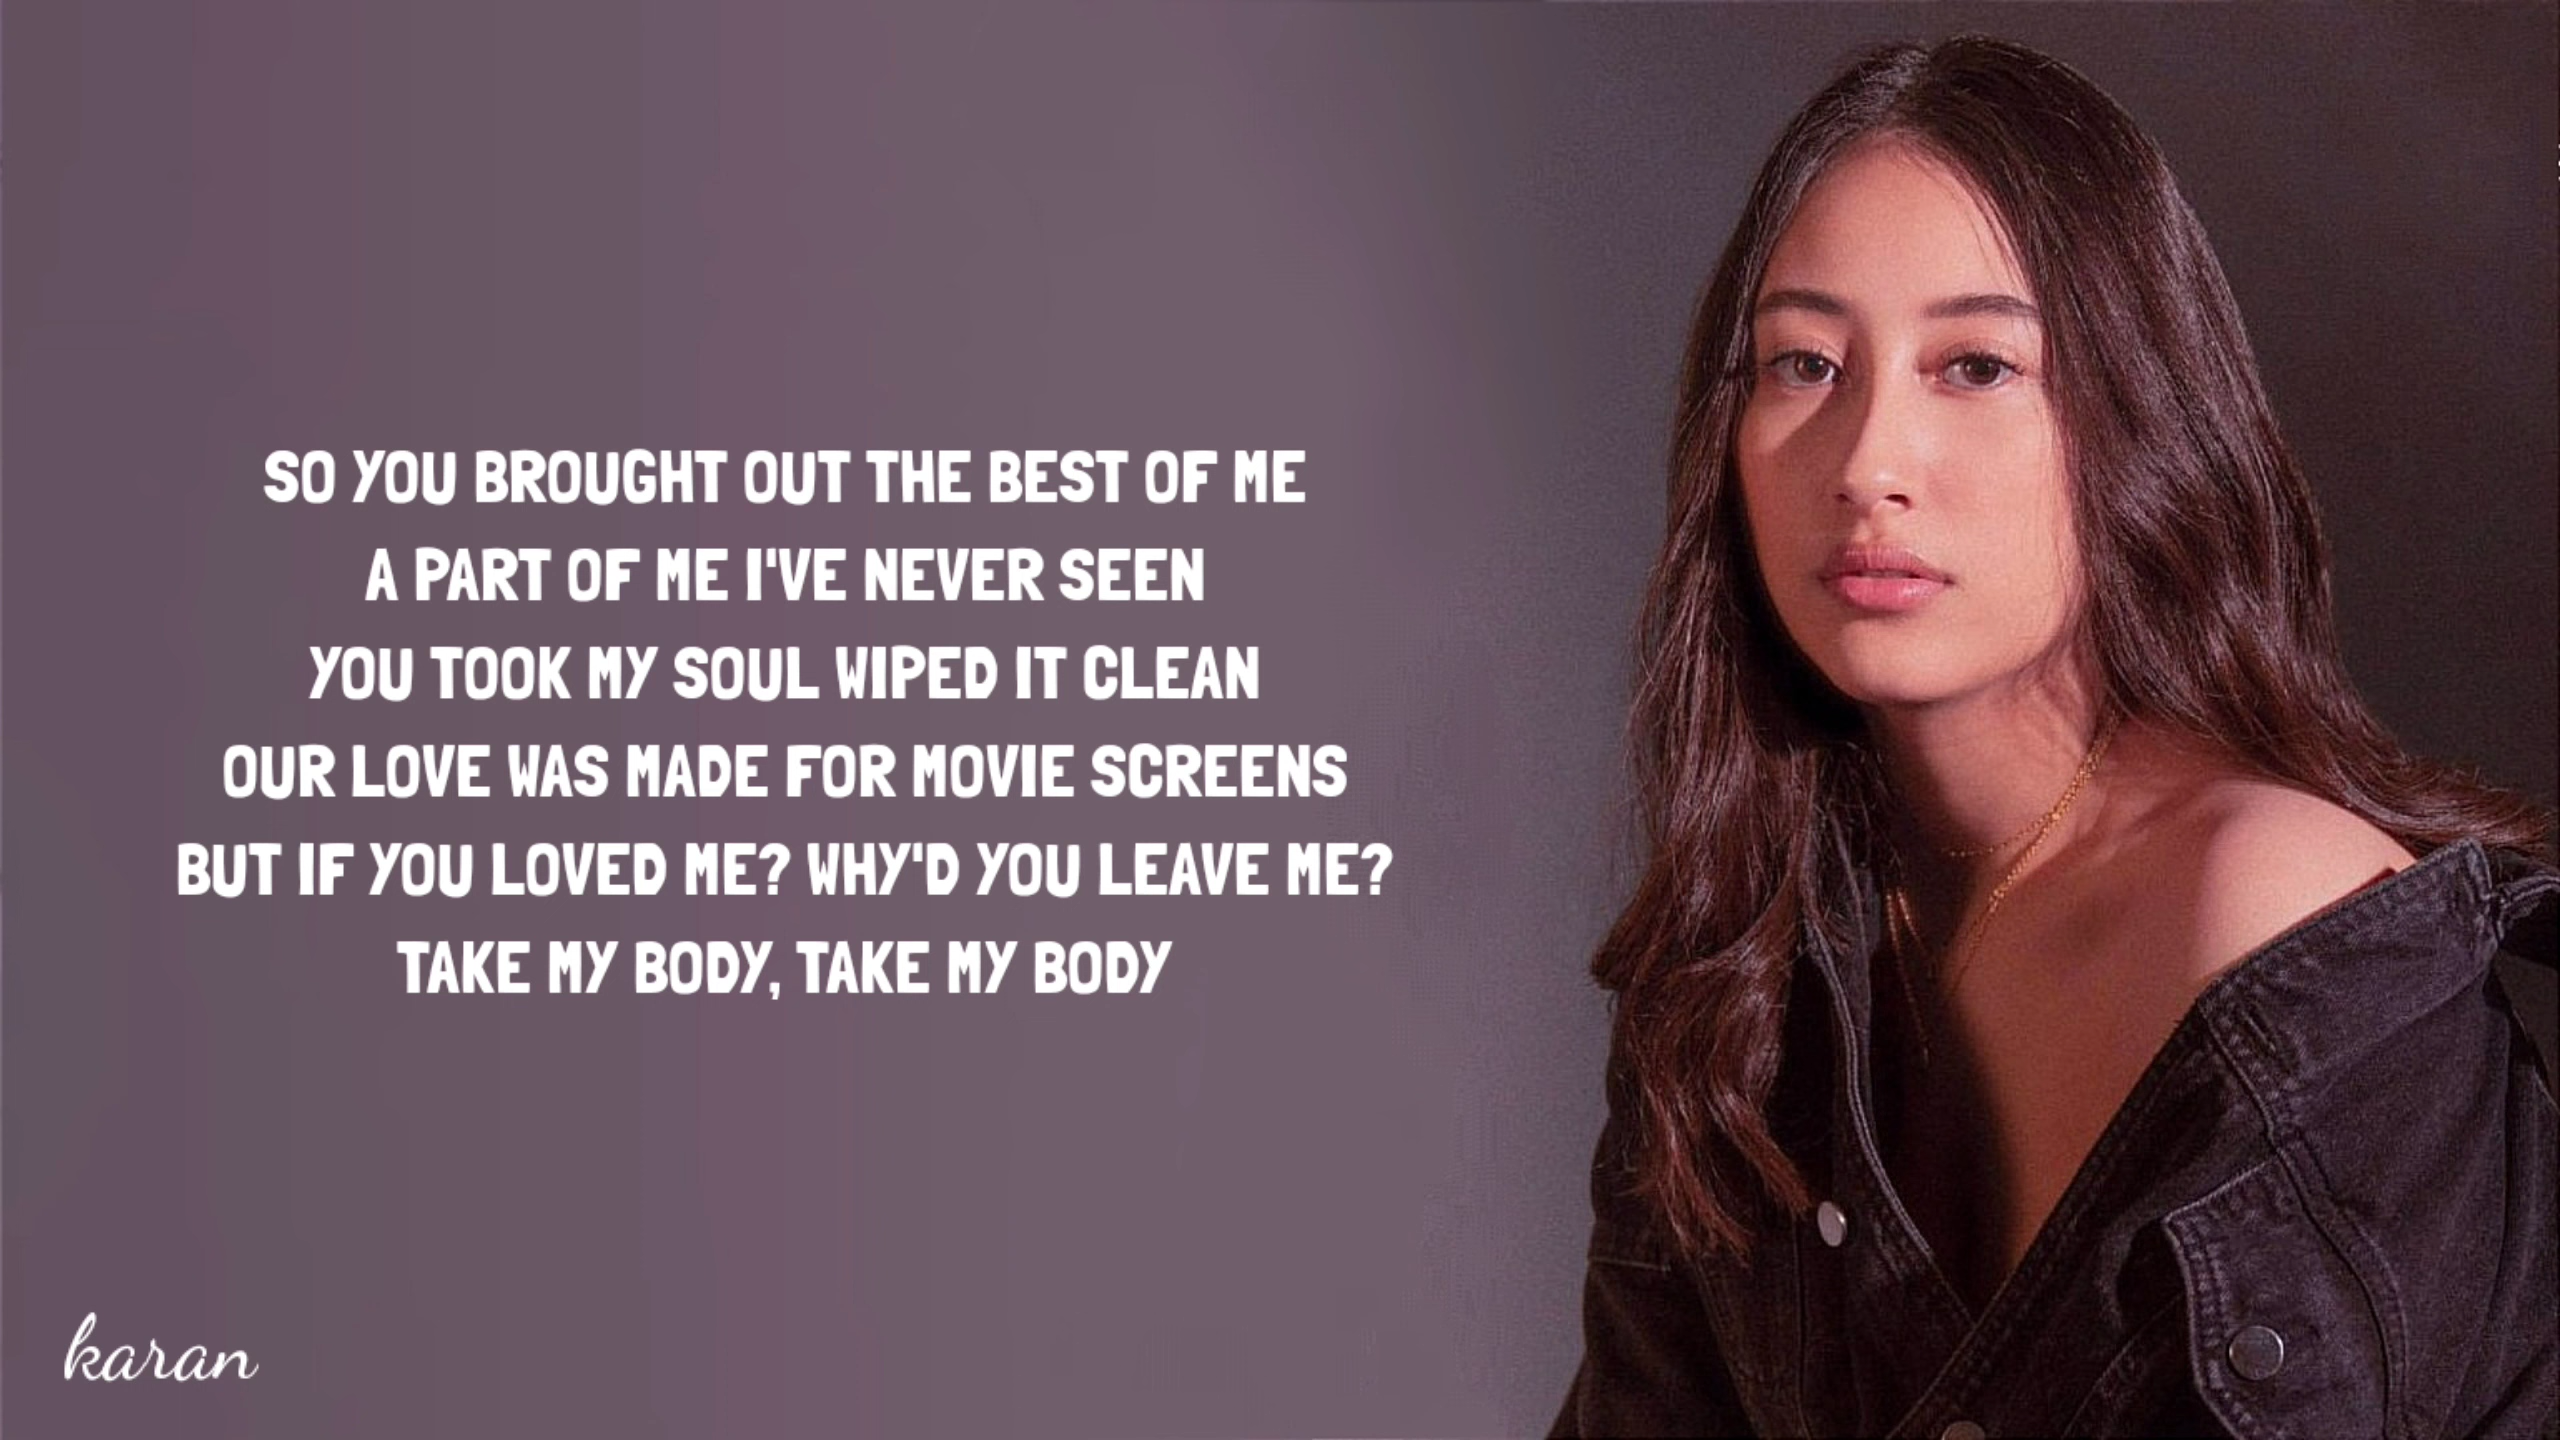 SO YOU BROUGHT OUT THE BEST OF ME
A PART OF ME I'VE NEVER SEEN
YOU TOOK MY SOUL WIPED IT CLEAN
OUR LOVE WAS MADE FOR MOVIE SCREENS
BUT IF YOU LOVED ME? WHY'D YOU LEAVE ME?
TAKE MY BODY, TAKE MY BODY
karan